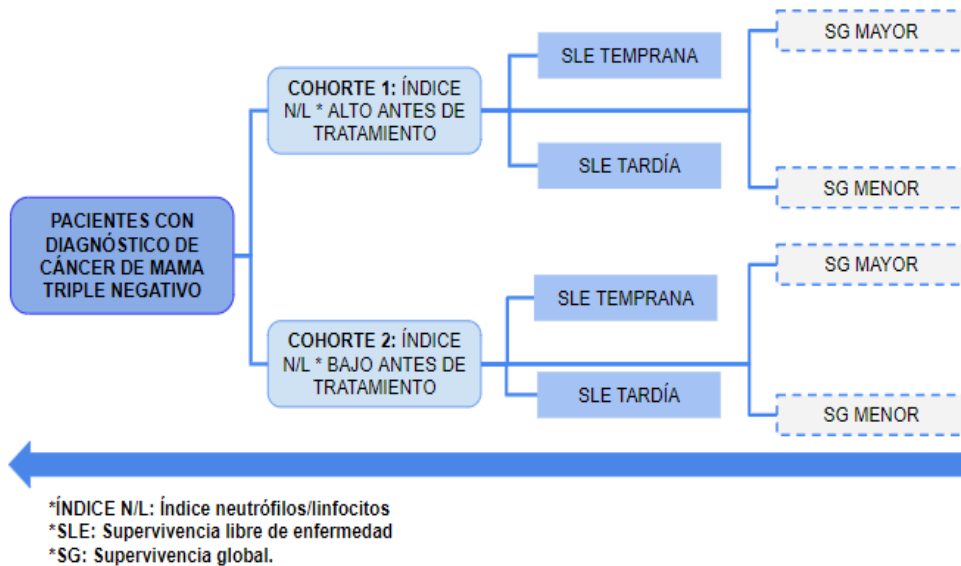 PACIENTES CON
DIAGNÓSTICO DE
CÁNCER DE MAMA
TRIPLE NEGATIVO
COHORTE 1: ÍNDICE
N/L * ALTO ANTES DE
TRATAMIENTO
SLE TEMPRANA
SLE TARDÍA
SG MAYOR
SG MENOR
COHORTE 2: ÍNDICE
N/L * BAJO ANTES DE
TRATAMIENTO
SLE TEMPRANA
SLE TARDÍA
SG MAYOR
SG MENOR
*ÍNDICE N/L: Índice neutrófilos/linfocitos
*SLE: Supervivencia libre de enfermedad
*SG: Supervivencia global.